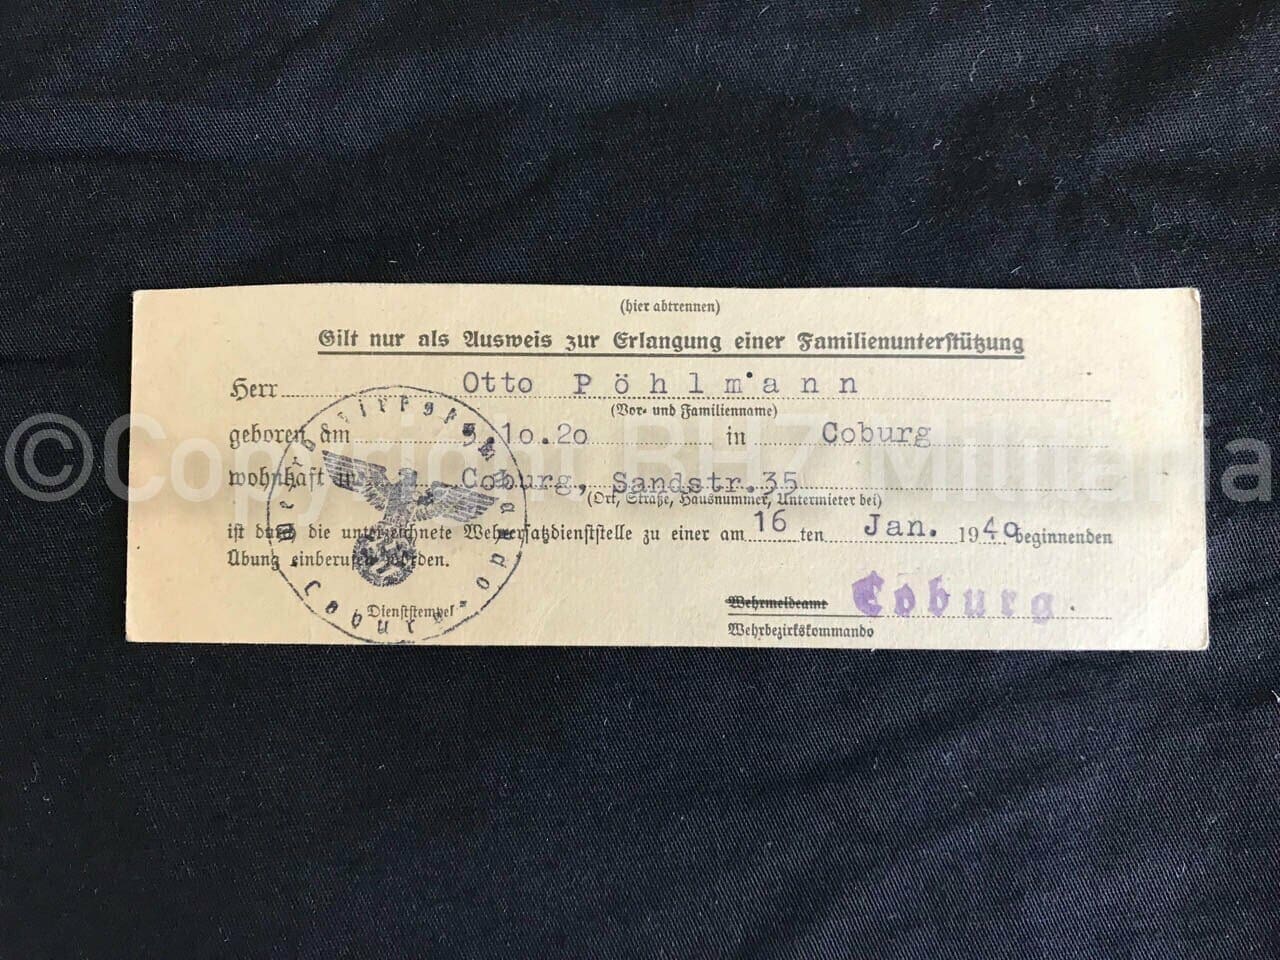 (hier abtrennen)
Gilt nur als Ausweis zur Erlangung einer Familienunterstützung
Herr Otto Pöhlmann
(Vor- und Familienname)
geboren am 5.10.20 in Coburg
wohnhaft in Coburg, Sandstr.35
(Ort, Straße, Hausnummer, Untermieter bei)
ist durch die unterzeichnete Wehrersatzdienststelle zu einer am 16 ten Jan. 1940 beginnenden
Übung einberufen worden.
Wehrbezirkskommando
Coburg
Dienststempel
Wehrmeldeamt Coburg.
Wehrbezirkskommando
©Copyright BHZ Militaria